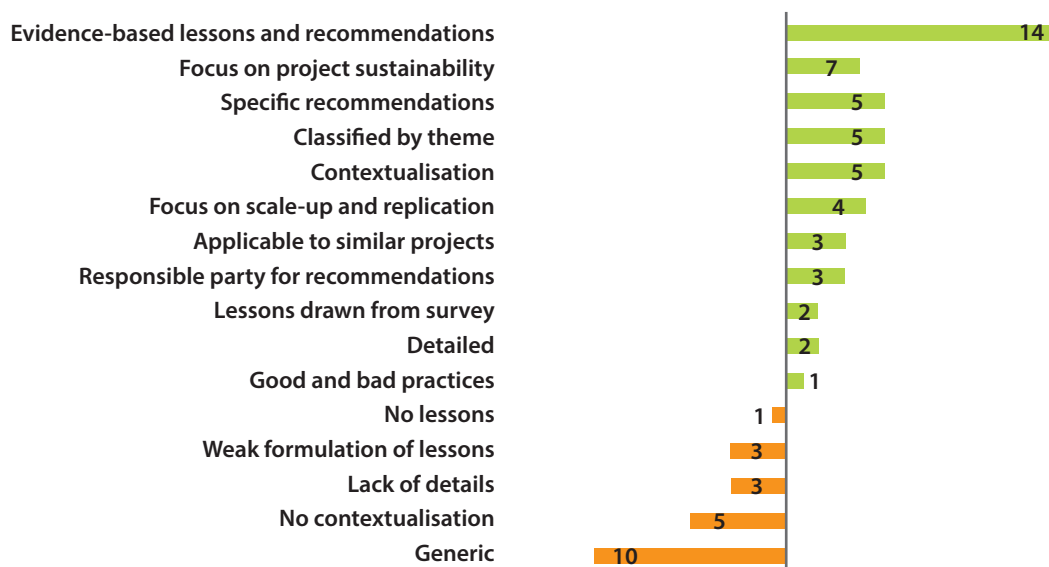 Evidence-based lessons and recommendations 14
Focus on project sustainability 7
Specific recommendations 5
Classified by theme 5
Contextualisation 5
Focus on scale-up and replication 4
Applicable to similar projects 3
Responsible party for recommendations 3
Lessons drawn from survey 2
Detailed 2
Good and bad practices 1
No lessons 1
Weak formulation of lessons 3
Lack of details 3
No contextualisation 5
Generic 10